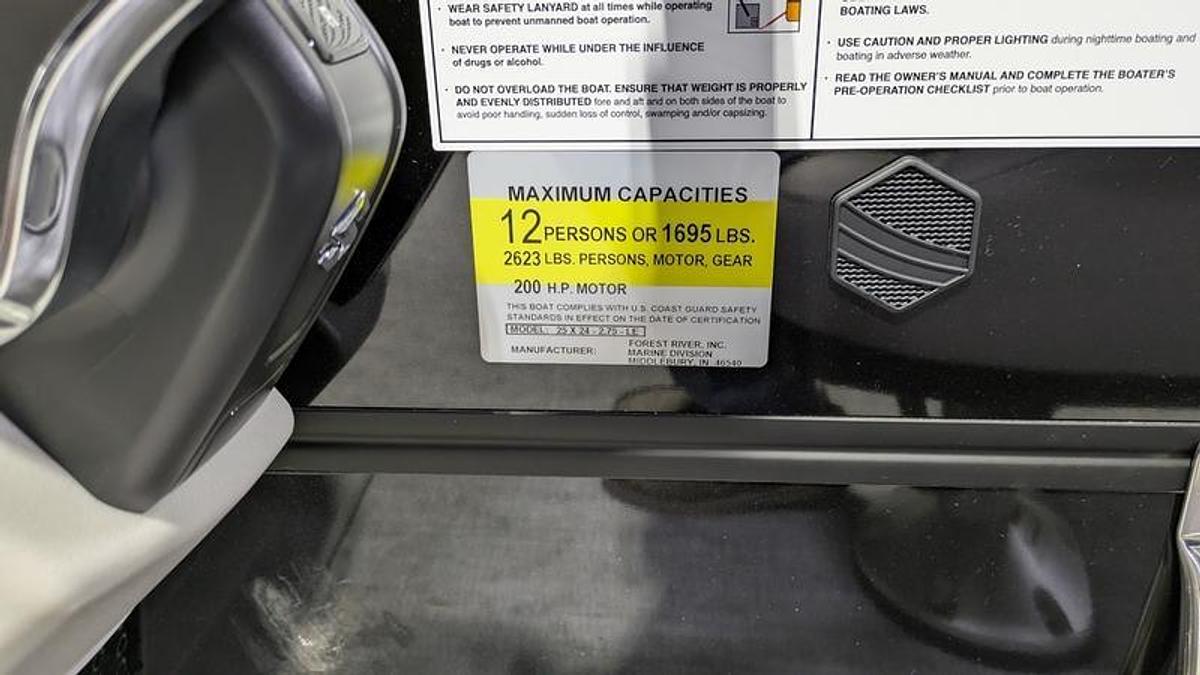 · WEAR SAFETY LANYARD at all times while operating
boat to prevent unmanned boat operation.
· NEVER OPERATE WHILE UNDER THE INFLUENCE
of drugs or alcohol.
· DO NOT OVERLOAD THE BOAT. ENSURE THAT WEIGHT IS PROPERLY
AND EVENLY DISTRIBUTED fore and aft and on both sides of the boat to
avoid poor handling, sudden loss of control, swamping and/or capsizing.
BOATING LAWS.
· USE CAUTION AND PROPER LIGHTING during nighttime boating and
boating in adverse weather.
· READ THE OWNER'S MANUAL AND COMPLETE THE BOATER'S
PRE-OPERATION CHECKLIST prior to boat operation.
MAXIMUM CAPACITIES
12 PERSONS OR 1695 LBS.
2623 LBS. PERSONS, MOTOR, GEAR
200 H.P. MOTOR
THIS BOAT COMPLIES WITH U.S. COAST GUARD SAFETY
STANDARDS IN EFFECT ON THE DATE OF CERTIFICATION
MODEL: 25 X 24 - 2.75 - LE
MANUFACTURER: FOREST RIVER, INC.
MARINE DIVISION
MIDDLEBURY, IN 46540